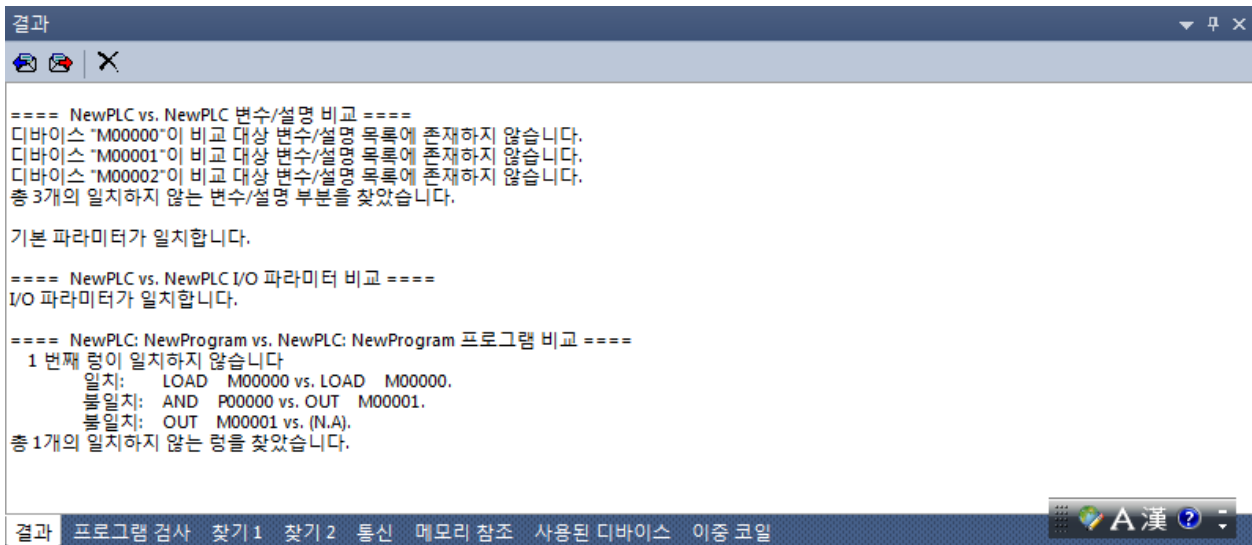 결과
==== NewPLC vs. NewPLC 변수/설명 비교 ====
디바이스 "M00000"이 비교 대상 변수/설명 목록에 존재하지 않습니다.
디바이스 "M00001"이 비교 대상 변수/설명 목록에 존재하지 않습니다.
디바이스 "M00002"이 비교 대상 변수/설명 목록에 존재하지 않습니다.
총 3개의 일치하지 않는 변수/설명 부분을 찾았습니다.
기본 파라미터가 일치합니다.
==== NewPLC vs. NewPLC I/O 파라미터 비교 ====
I/O 파라미터가 일치합니다.
==== NewPLC: NewProgram vs. NewPLC: NewProgram 프로그램 비교 ====
1 번째 렁이 일치하지 않습니다
일치: LOAD M00000 vs. LOAD M00000.
불일치: AND P00000 vs. OUT M00001.
불일치: OUT M00001 vs. (N.A).
총 1개의 일치하지 않는 렁을 찾았습니다.
결과 프로그램 검사 찾기 1 찾기 2 통신 메모리 참조 사용된 디바이스 이중 코일 A 漢 ?